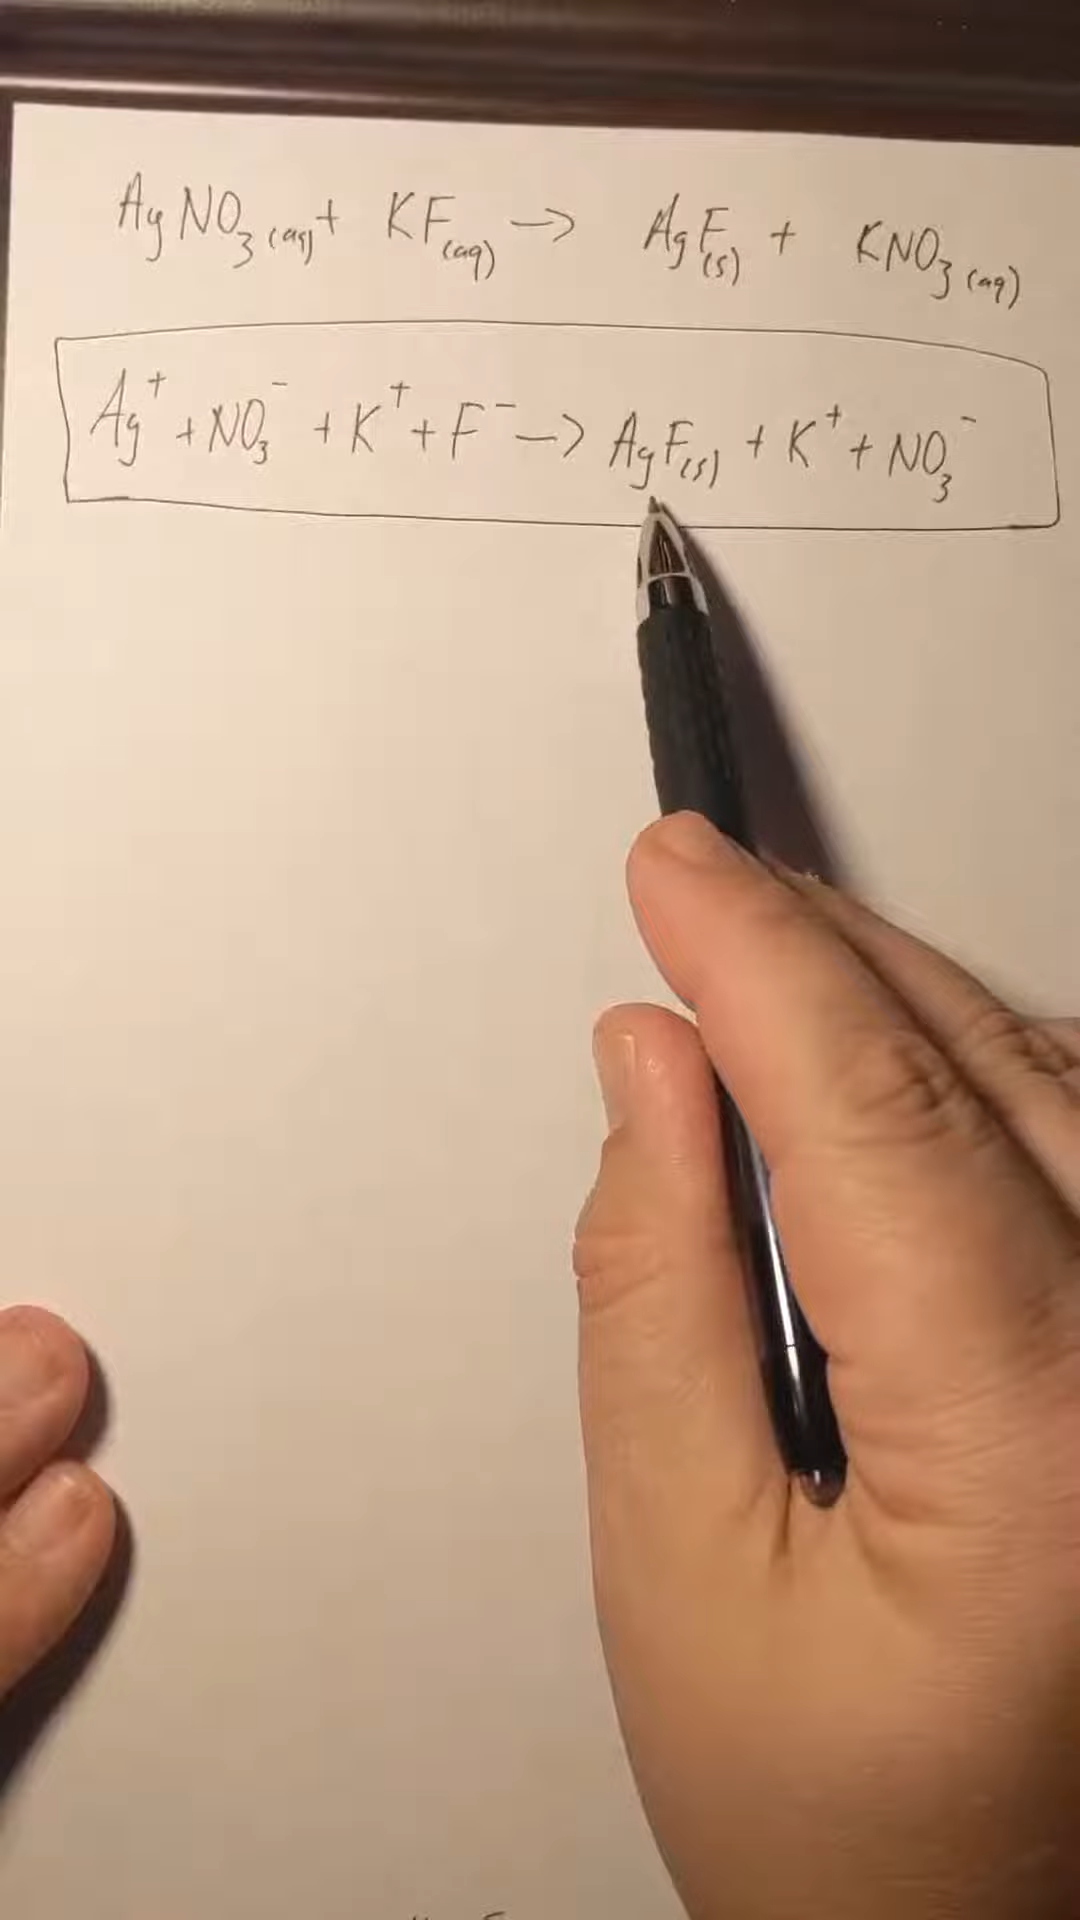 AgNO₃(aq) + KF(aq) → AgF(s) + KNO₃(aq)
Ag⁺ + NO₃⁻ + K⁺ + F⁻ → AgF(s) + K⁺ + NO₃⁻